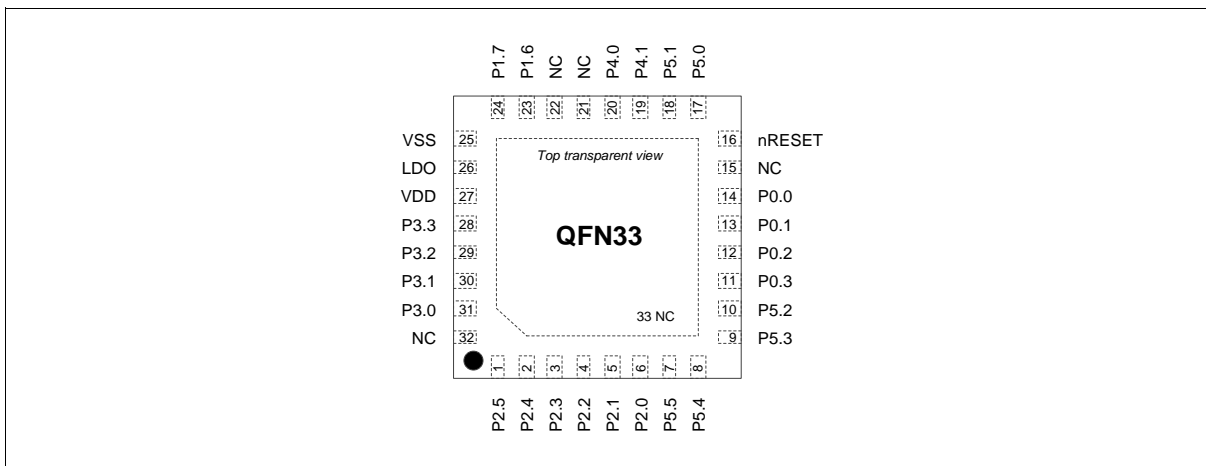 P1.7 P1.6 NC NC P4.0 P4.1 P5.1 P5.0
24 23 22 21 20 19 18 17
VSS 25 16 nRESET
Top transparent view
LDO 26 15 NC
VDD 27 14 P0.0
P3.3 28 13 P0.1
QFN33
P3.2 29 12 P0.2
P3.1 30 11 P0.3
P3.0 31 10 P5.2
33 NC
NC 32 9 P5.3
1 2 3 4 5 6 7 8
P2.5 P2.4 P2.3 P2.2 P2.1 P2.0 P5.5 P5.4